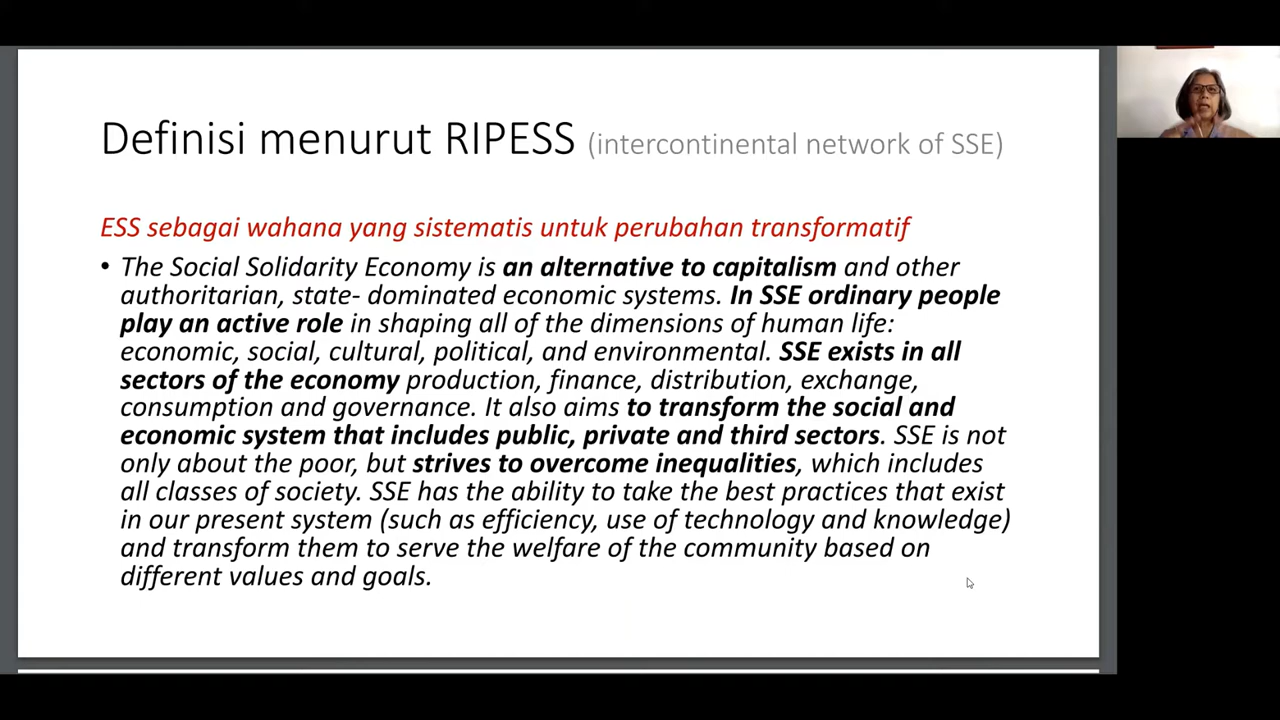 Definisi menurut RIPESS (intercontinental network of SSE)
ESS sebagai wahana yang sistematis untuk perubahan transformatif
• The Social Solidarity Economy is an alternative to capitalism and other
authoritarian, state- dominated economic systems. In SSE ordinary people
play an active role in shaping all of the dimensions of human life:
economic, social, cultural, political, and environmental. SSE exists in all
sectors of the economy production, finance, distribution, exchange,
consumption and governance. It also aims to transform the social and
economic system that includes public, private and third sectors. SSE is not
only about the poor, but strives to overcome inequalities, which includes
all classes of society. SSE has the ability to take the best practices that exist
in our present system (such as efficiency, use of technology and knowledge)
and transform them to serve the welfare of the community based on
different values and goals.